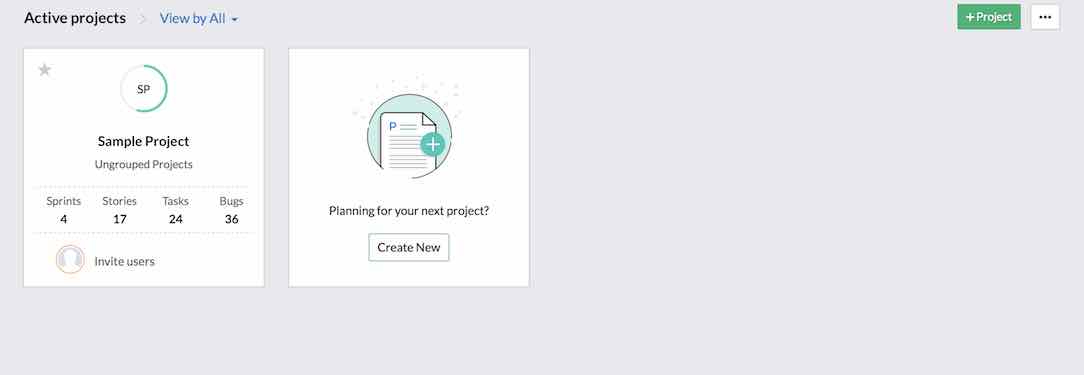 Active projects
View by All
+Project
SP
Sample Project
Ungrouped Projects
Sprints Stories Tasks Bugs
4 17 24 36
Invite users
P
Planning for your next project?
Create New